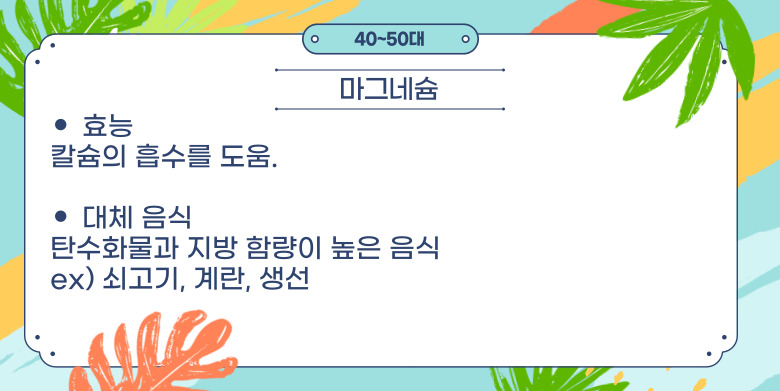 40~50대
마그네슘
• 효능
칼슘의 흡수를 도움.
• 대체 음식
탄수화물과 지방 함량이 높은 음식
ex) 쇠고기, 계란, 생선